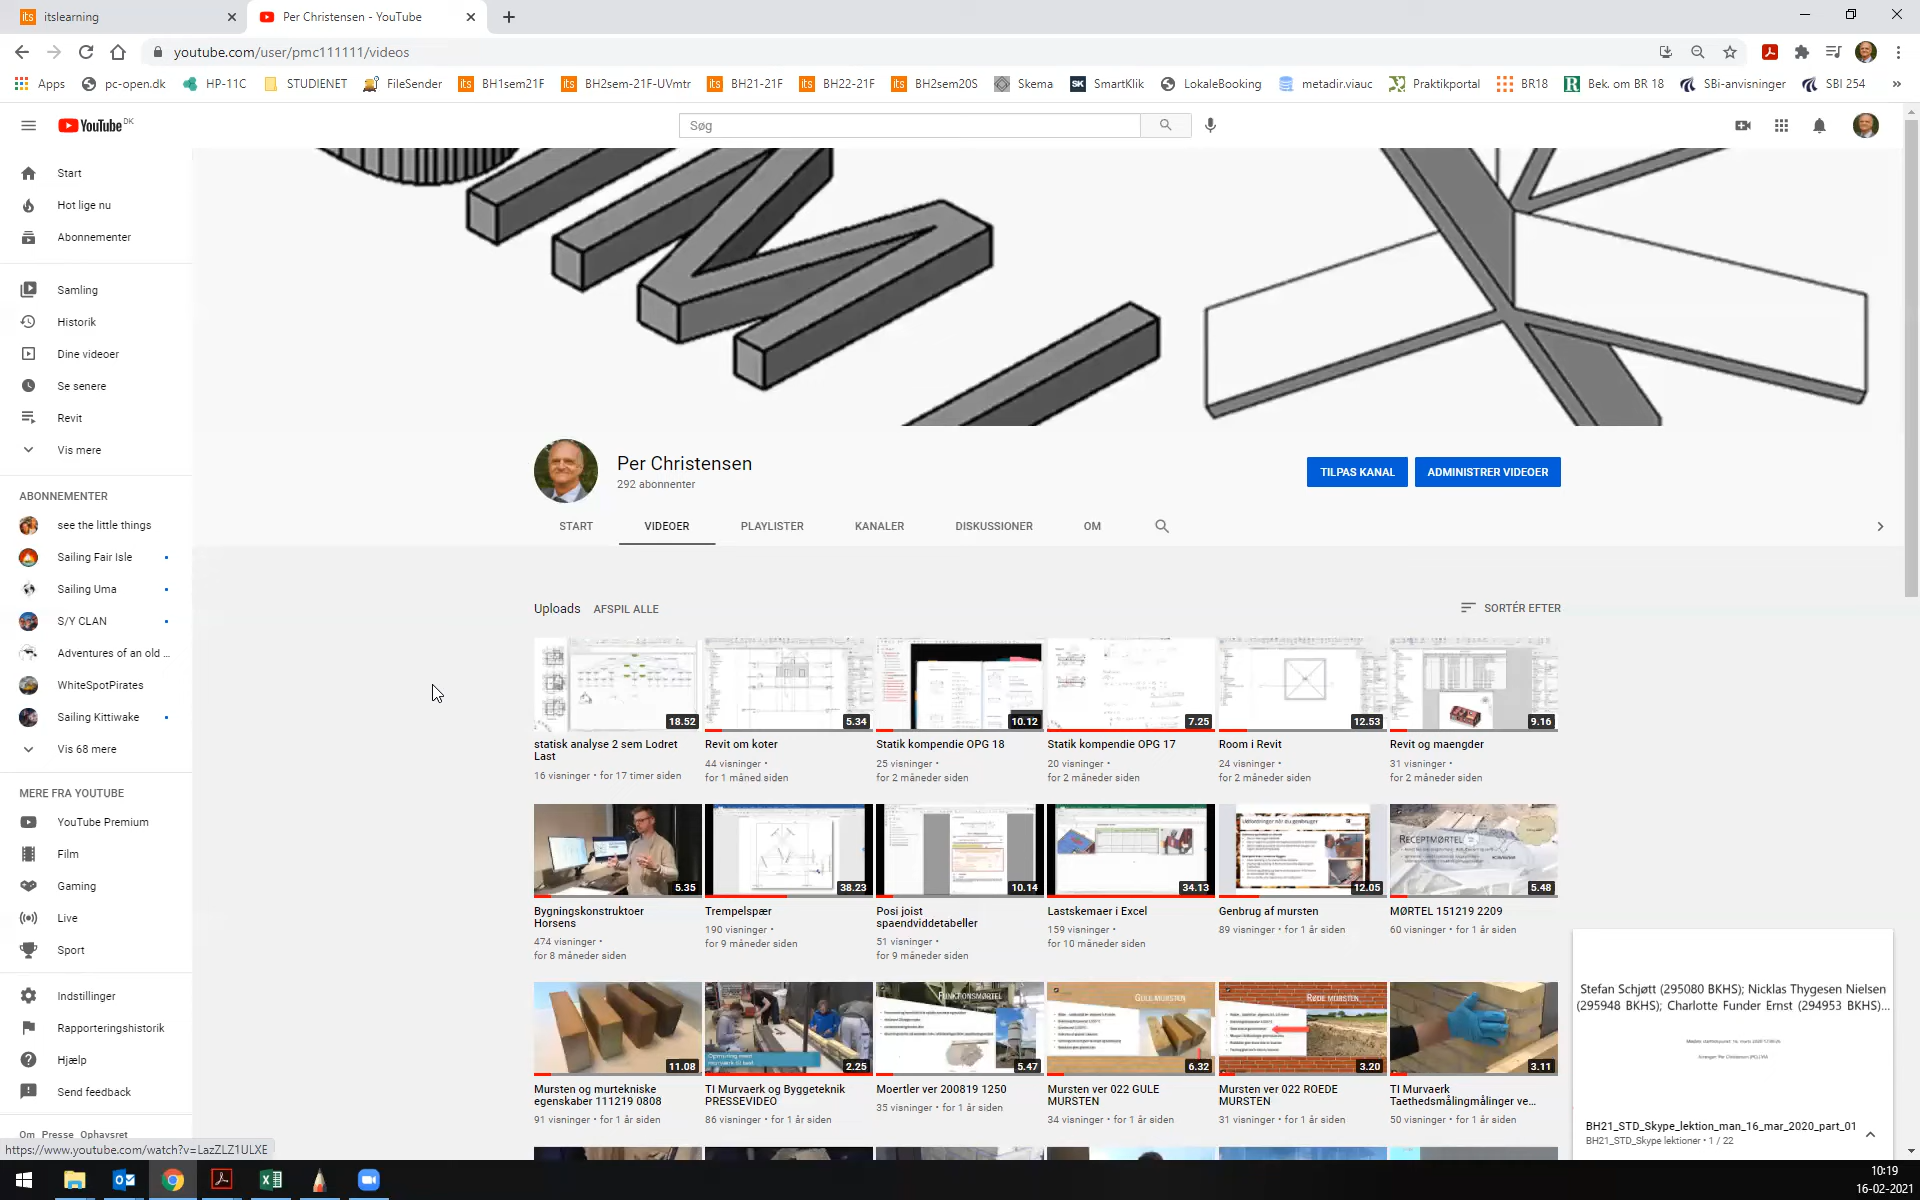 itslearning
Per Christensen - YouTube
youtube.com/user/pmc111111/videos
Apps pc-open.dk HP-11C STUDIENET FileSender BH1sem21F BH2sem-21F-UVmtr BH21-21F BH22-21F BH2sem20S Skema SmartKlik LokaleBooking metadir.viauc Praktikportal BR18 Bek. om BR 18 SBi-anvisninger SBI 254
YouTube DK
Søg
Start
Hot lige nu
Abonnementer
Samling
Historik
Dine videoer
Se senere
Revit
Vis mere
ABONNEMENTER
see the little things
Sailing Fair Isle
Sailing Uma
S/Y CLAN
Adventures of an old ...
WhiteSpotPirates
Sailing Kittiwake
Vis 68 mere
MERE FRA YOUTUBE
YouTube Premium
Film
Gaming
Live
Sport
Indstillinger
Rapporteringshistorik
Hjælp
Send feedback
Om Presse Ophavsret
https://www.youtube.com/watch?v=LazZLZ1ULXE
Per Christensen
292 abonnenter
TILPAS KANAL ADMINISTRER VIDEOER
START VIDEOER PLAYLISTER KANALER DISKUSSIONER OM
Uploads AFSPIL ALLE SORTÉR EFTER
18.52 5.34 10.12 7.25 12.53 9.16
statisk analyse 2 sem Lodret
Last
16 visninger • for 17 timer siden
Revit om koter
44 visninger •
for 1 måned siden
Statik kompendie OPG 18
25 visninger •
for 2 måneder siden
Statik kompendie OPG 17
20 visninger •
for 2 måneder siden
Room i Revit
24 visninger •
for 2 måneder siden
Revit og maengder
31 visninger •
for 2 måneder siden
RECEPTMØRTEL
5.35 38.23 10.14 34.13 12.05 5.48
Bygningskonstruktoer
Horsens
474 visninger •
for 8 måneder siden
Trempelspær
190 visninger •
for 9 måneder siden
Posi joist
spaendviddetabeller
51 visninger •
for 9 måneder siden
Lastskemaer i Excel
159 visninger •
for 10 måneder siden
Genbrug af mursten
89 visninger • for 1 år siden
MØRTEL 151219 2209
60 visninger • for 1 år siden
FUNKTIONSMØRTEL
GULE MURSTEN
RØDE MURSTEN
11.08 2.25 5.47 6.32 3.20 3.11
Mursten og murtekniske
egenskaber 111219 0808
91 visninger • for 1 år siden
TI Murvaerk og Byggeteknik
PRESSEVIDEO
86 visninger • for 1 år siden
Moertler ver 200819 1250
35 visninger • for 1 år siden
Mursten ver 022 GULE
MURSTEN
34 visninger • for 1 år siden
Mursten ver 022 ROEDE
MURSTEN
31 visninger • for 1 år siden
TI Murvaerk
Taethedsmålingmålinger ve...
50 visninger • for 1 år siden
Stefan Schjøtt (295080 BKHS); Nicklas Thygesen Nielsen
(295948 BKHS); Charlotte Funder Ernst (294953 BKHS)...
BH21_STD_Skype_lektion_man_16_mar_2020_part_01
BH21_STD_Skype lektioner • 1 / 22
10:19
16-02-2021